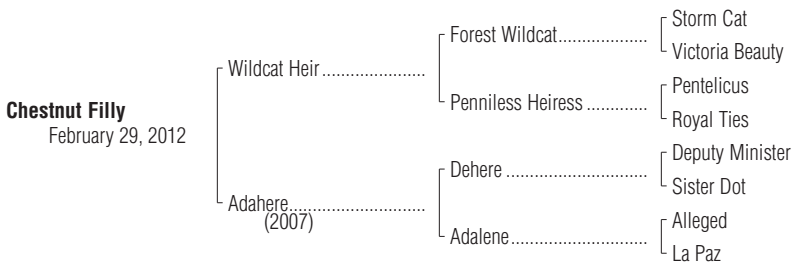 Chestnut Filly
February 29, 2012
Wildcat Heir......................
Adahere.............................
(2007)
Forest Wildcat...................
Penniless Heiress .............
Dehere ..............................
Adalene.............................
Storm Cat
Victoria Beauty
Pentelicus
Royal Ties
Deputy Minister
Sister Dot
Alleged
La Paz